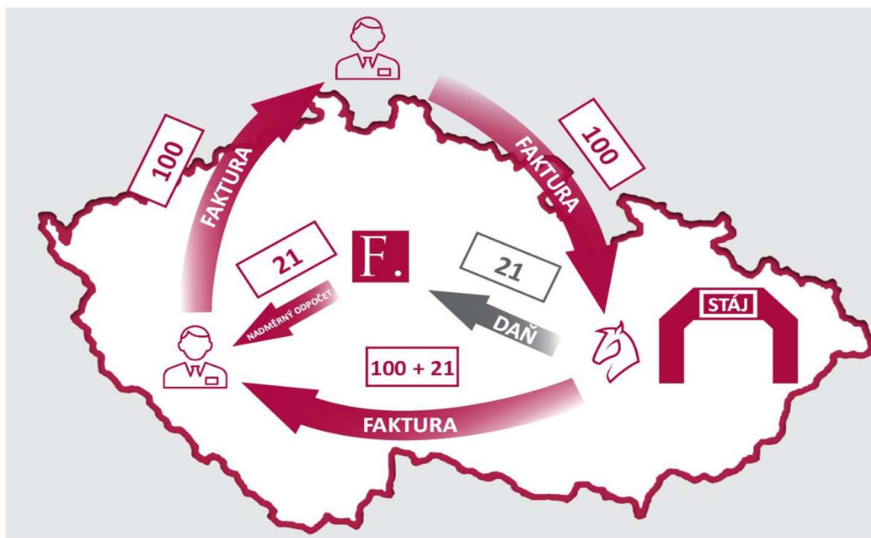 100
FAKTURA
100
FAKTURA
21
F.
21
NADMĚRNÝ ODPOČET
DAŇ
STÁJ
100 + 21
FAKTURA